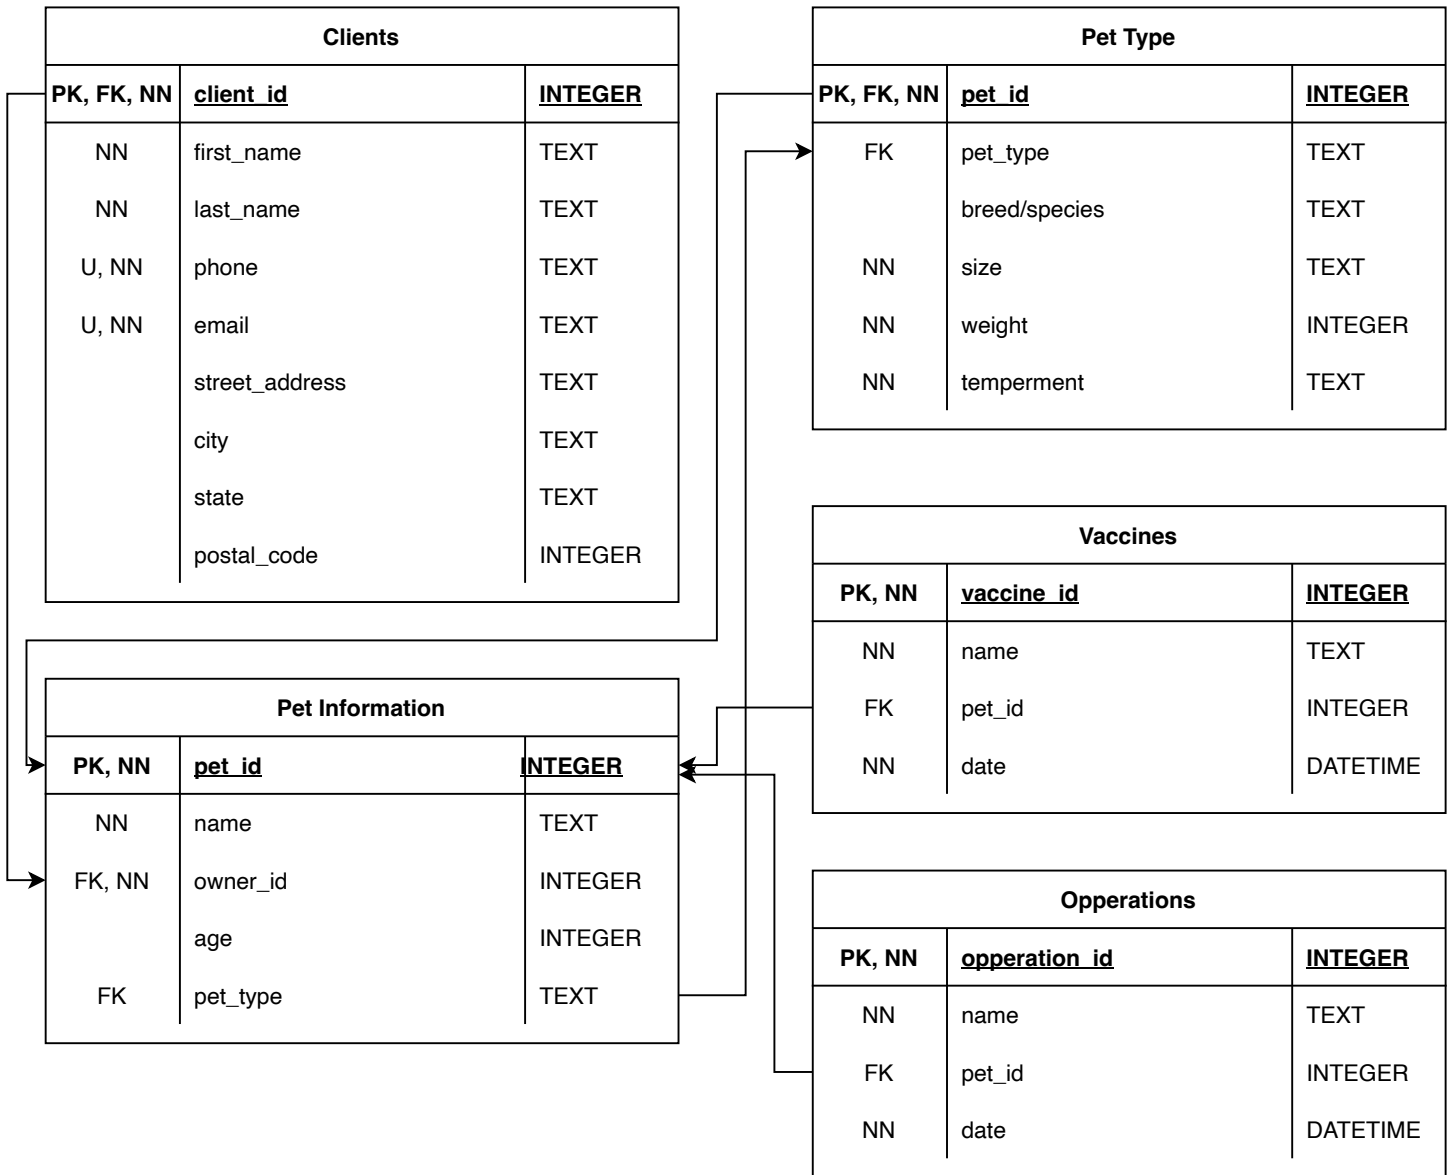 Clients
PK, FK, NN client_id INTEGER
NN first_name TEXT
NN last_name TEXT
U, NN phone TEXT
U, NN email TEXT
street_address TEXT
city TEXT
state TEXT
postal_code INTEGER
Pet Type
PK, FK, NN pet_id INTEGER
FK pet_type TEXT
breed/species TEXT
NN size TEXT
NN weight INTEGER
NN temperment TEXT
Vaccines
PK, NN vaccine_id INTEGER
NN name TEXT
FK pet_id INTEGER
NN date DATETIME
Pet Information
PK, NN pet_id INTEGER
NN name TEXT
FK, NN owner_id INTEGER
age INTEGER
FK pet_type TEXT
Opperations
PK, NN opperation_id INTEGER
NN name TEXT
FK pet_id INTEGER
NN date DATETIME